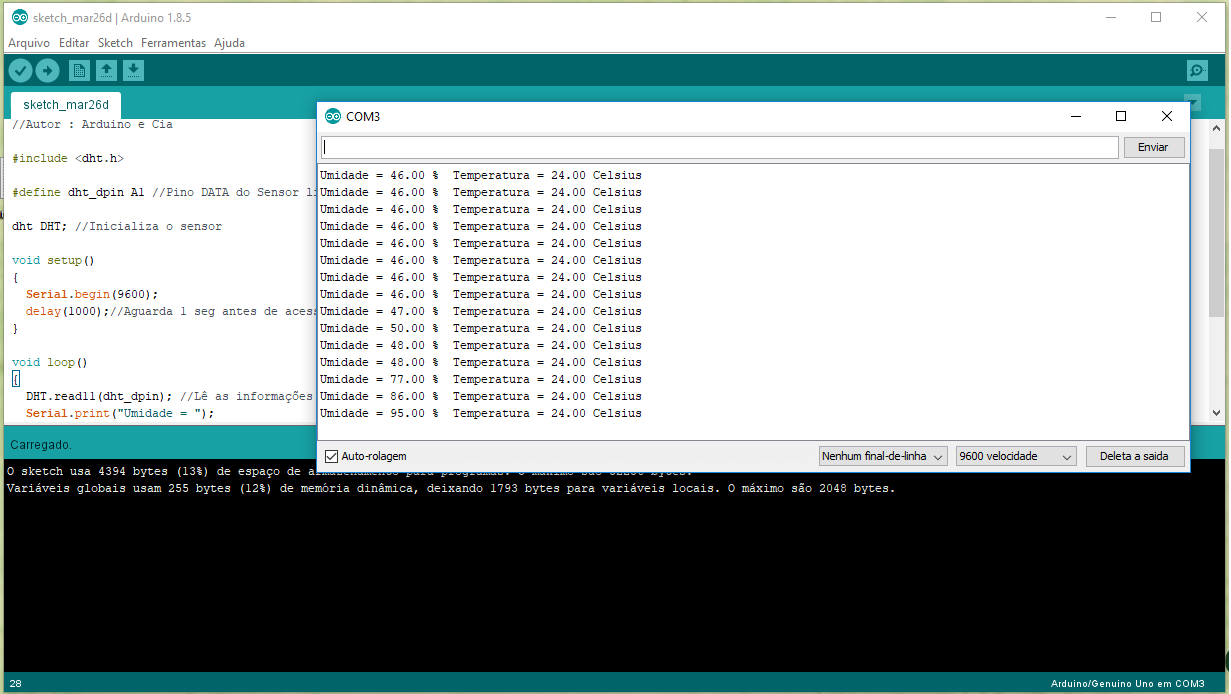 sketch_mar26d | Arduino 1.8.5
Arquivo Editar Sketch Ferramentas Ajuda
sketch_mar26d
//Autor : Arduino e Cia
#include <dht.h>
#define dht_dpin A1 //Pino DATA do Sensor li
dht DHT; //Inicializa o sensor
void setup()
{
Serial.begin(9600);
delay(1000);//Aguarda 1 seg antes de acess
}
void loop()
{
DHT.read11(dht_dpin); //Lê as informações
Serial.print("Umidade = ");
COM3
Enviar
Umidade = 46.00 %  Temperatura = 24.00 Celsius
Umidade = 46.00 %  Temperatura = 24.00 Celsius
Umidade = 46.00 %  Temperatura = 24.00 Celsius
Umidade = 46.00 %  Temperatura = 24.00 Celsius
Umidade = 46.00 %  Temperatura = 24.00 Celsius
Umidade = 46.00 %  Temperatura = 24.00 Celsius
Umidade = 46.00 %  Temperatura = 24.00 Celsius
Umidade = 46.00 %  Temperatura = 24.00 Celsius
Umidade = 47.00 %  Temperatura = 24.00 Celsius
Umidade = 50.00 %  Temperatura = 24.00 Celsius
Umidade = 48.00 %  Temperatura = 24.00 Celsius
Umidade = 48.00 %  Temperatura = 24.00 Celsius
Umidade = 77.00 %  Temperatura = 24.00 Celsius
Umidade = 86.00 %  Temperatura = 24.00 Celsius
Umidade = 95.00 %  Temperatura = 24.00 Celsius
Auto-rolagem
Nenhum final-de-linha
9600 velocidade
Deleta a saida
Carregado.
O sketch usa 4394 bytes (13%) de espaço de armazenamento para programas. O máximo são bytes.
Variáveis globais usam 255 bytes (12%) de memória dinâmica, deixando 1793 bytes para variáveis locais. O máximo são 2048 bytes.
28
Arduino/Genuino Uno em COM3